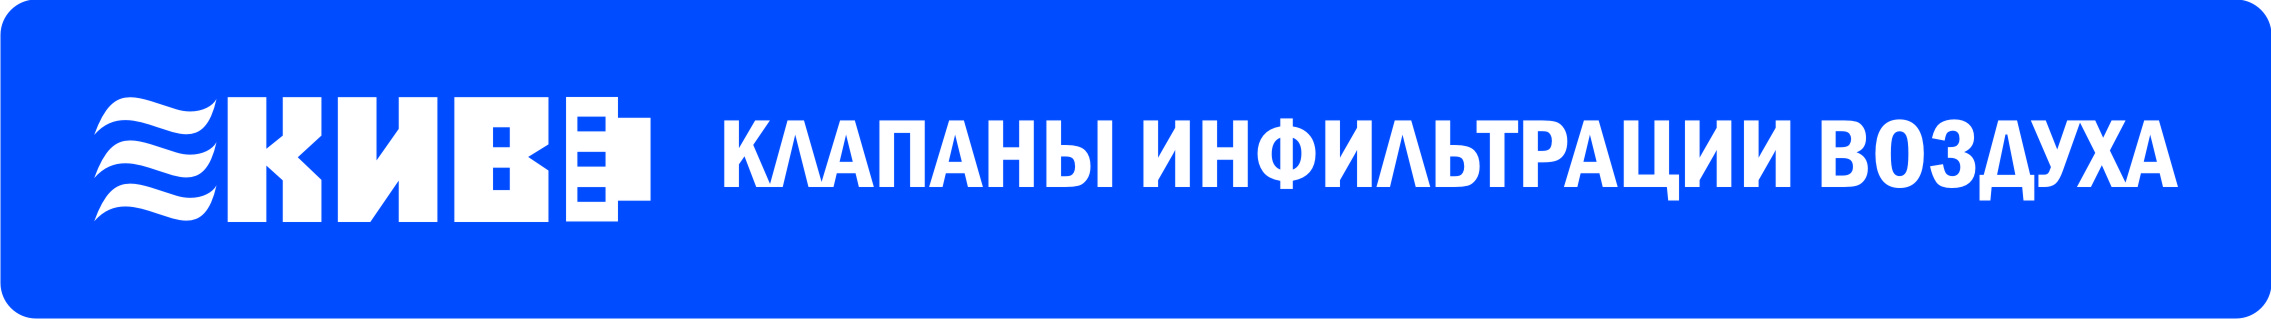 КИВ КЛАПАНЫ ИНФИЛЬТРАЦИИ ВОЗДУХА